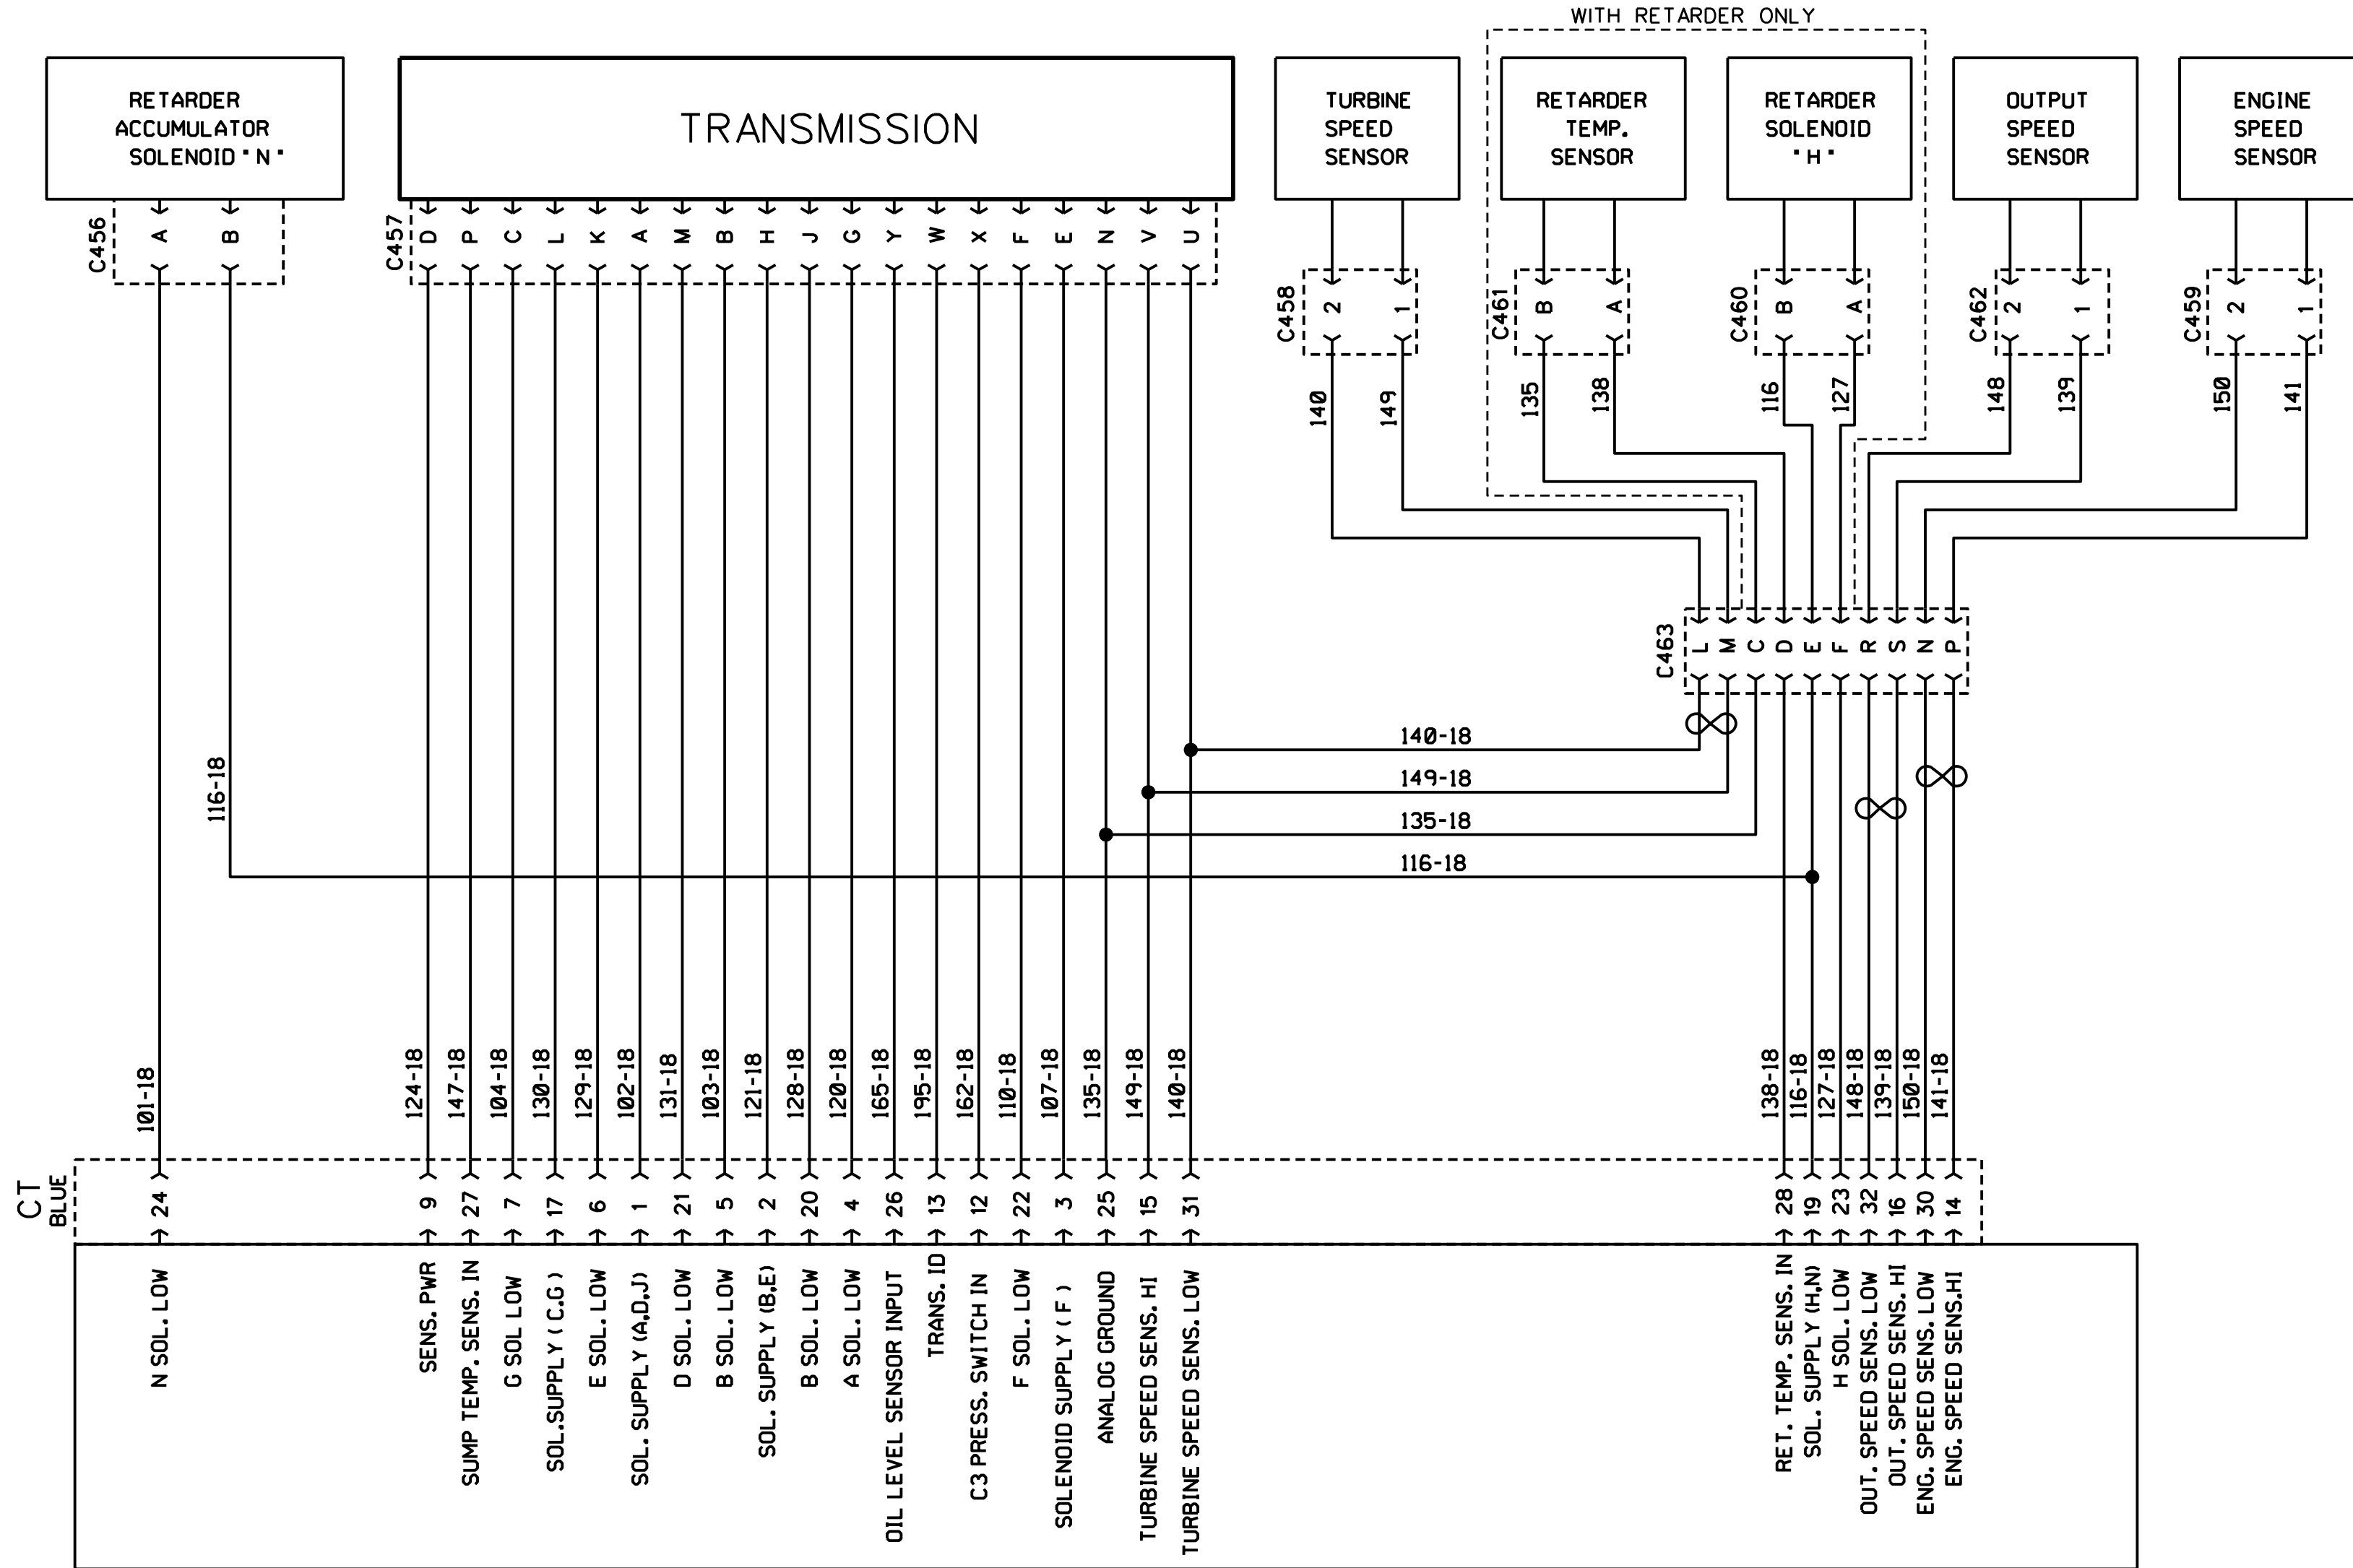 WITH RETARDER ONLY
RETARDER
ACCUMULATOR
SOLENOID "N"
TRANSMISSION
TURBINE
SPEED
SENSOR
RETARDER
TEMP.
SENSOR
RETARDER
SOLENOID
"H"
OUTPUT
SPEED
SENSOR
ENGINE
SPEED
SENSOR
C456
A
B
C457
D
P
C
L
K
A
M
B
H
J
G
Y
W
X
F
E
N
V
U
C458
2
1
C461
B
A
C460
B
A
C462
2
1
C459
2
1
140
149
135
138
116
127
148
139
150
141
C463
L
M
C
D
E
F
R
S
N
P
140-18
149-18
135-18
116-18
116-18
101-18
124-18
147-18
104-18
130-18
129-18
102-18
131-18
103-18
121-18
128-18
120-18
165-18
195-18
162-18
110-18
107-18
135-18
149-18
140-18
138-18
116-18
127-18
148-18
139-18
150-18
141-18
CT
BLUE
24
9
27
7
17
6
1
21
5
2
20
4
26
13
12
22
3
25
15
31
28
19
23
32
16
30
14
N SOL. LOW
SENS. PWR
SUMP TEMP. SENS. IN
G SOL LOW
SOL.SUPPLY ( C.G )
E SOL. LOW
SOL. SUPPLY (A,D,J)
D SOL. LOW
B SOL. LOW
SOL. SUPPLY (B,E)
B SOL. LOW
A SOL. LOW
OIL LEVEL SENSOR INPUT
TRANS. ID
C3 PRESS. SWITCH IN
F SOL. LOW
SOLENOID SUPPLY ( F )
ANALOG GROUND
TURBINE SPEED SENS. HI
TURBINE SPEED SENS. LOW
RET. TEMP. SENS. IN
SOL. SUPPLY (H,N)
H SOL. LOW
OUT. SPEED SENS. LOW
OUT. SPEED SENS. HI
ENG. SPEED SENS. LOW
ENG. SPEED SENS.HI